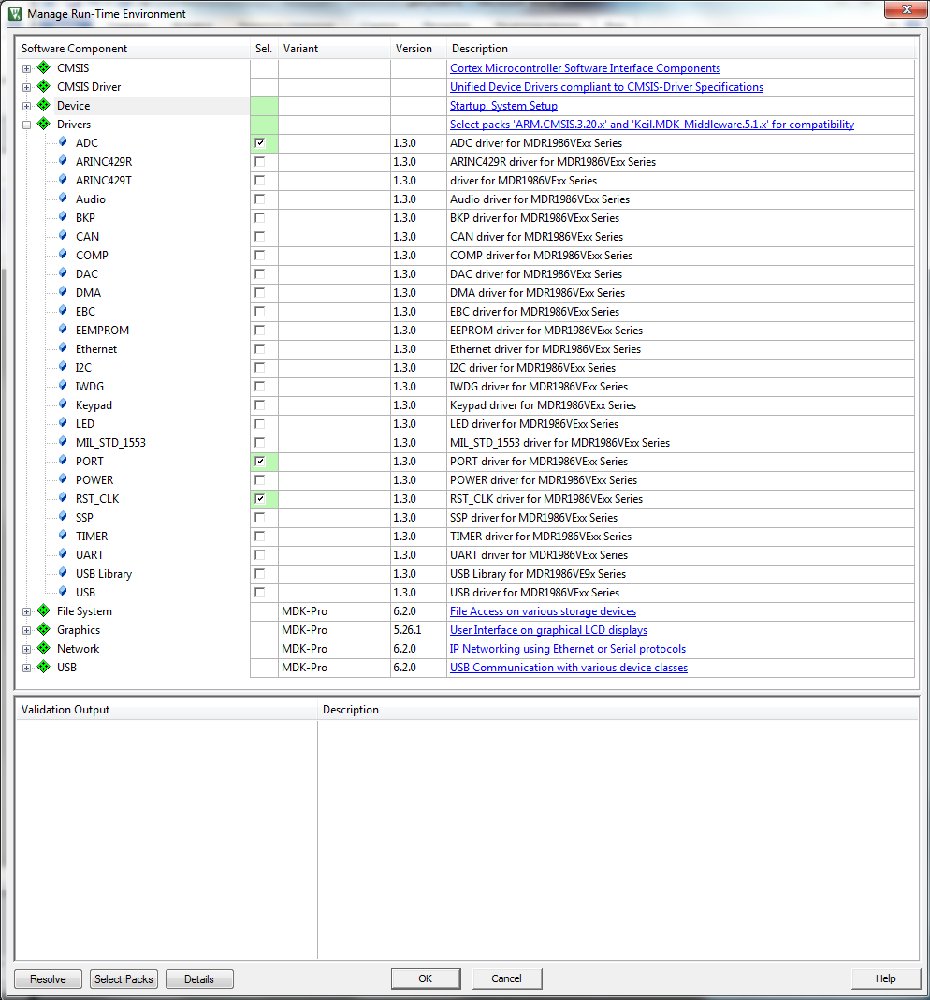 Manage Run-Time Environment
Software Component Sel. Variant Version Description
CMSIS Cortex Microcontroller Software Interface Components
CMSIS Driver Unified Device Drivers compliant to CMSIS-Driver Specifications
Device Startup, System Setup
Drivers Select packs 'ARM.CMSIS.3.20.x' and 'Keil.MDK-Middleware.5.1.x' for compatibility
ADC 1.3.0 ADC driver for MDR1986VExx Series
ARINC429R 1.3.0 ARINC429R driver for MDR1986VExx Series
ARINC429T 1.3.0 driver for MDR1986VExx Series
Audio 1.3.0 Audio driver for MDR1986VExx Series
BKP 1.3.0 BKP driver for MDR1986VExx Series
CAN 1.3.0 CAN driver for MDR1986VExx Series
COMP 1.3.0 COMP driver for MDR1986VExx Series
DAC 1.3.0 DAC driver for MDR1986VExx Series
DMA 1.3.0 DMA driver for MDR1986VExx Series
EBC 1.3.0 EBC driver for MDR1986VExx Series
EEMPROM 1.3.0 EEPROM driver for MDR1986VExx Series
Ethernet 1.3.0 Ethernet driver for MDR1986VExx Series
I2C 1.3.0 I2C driver for MDR1986VExx Series
IWDG 1.3.0 IWDG driver for MDR1986VExx Series
Keypad 1.3.0 Keypad driver for MDR1986VExx Series
LED 1.3.0 LED driver for MDR1986VExx Series
MIL_STD_1553 1.3.0 MIL_STD_1553 driver for MDR1986VExx Series
PORT 1.3.0 PORT driver for MDR1986VExx Series
POWER 1.3.0 POWER driver for MDR1986VExx Series
RST_CLK 1.3.0 RST_CLK driver for MDR1986VExx Series
SSP 1.3.0 SSP driver for MDR1986VExx Series
TIMER 1.3.0 TIMER driver for MDR1986VExx Series
UART 1.3.0 UART driver for MDR1986VExx Series
USB Library 1.3.0 USB Library for MDR1986VE9x Series
USB 1.3.0 USB driver for MDR1986VExx Series
File System MDK-Pro 6.2.0 File Access on various storage devices
Graphics MDK-Pro 5.26.1 User Interface on graphical LCD displays
Network MDK-Pro 6.2.0 IP Networking using Ethernet or Serial protocols
USB MDK-Pro 6.2.0 USB Communication with various device classes
Validation Output Description
Resolve Select Packs Details OK Cancel Help